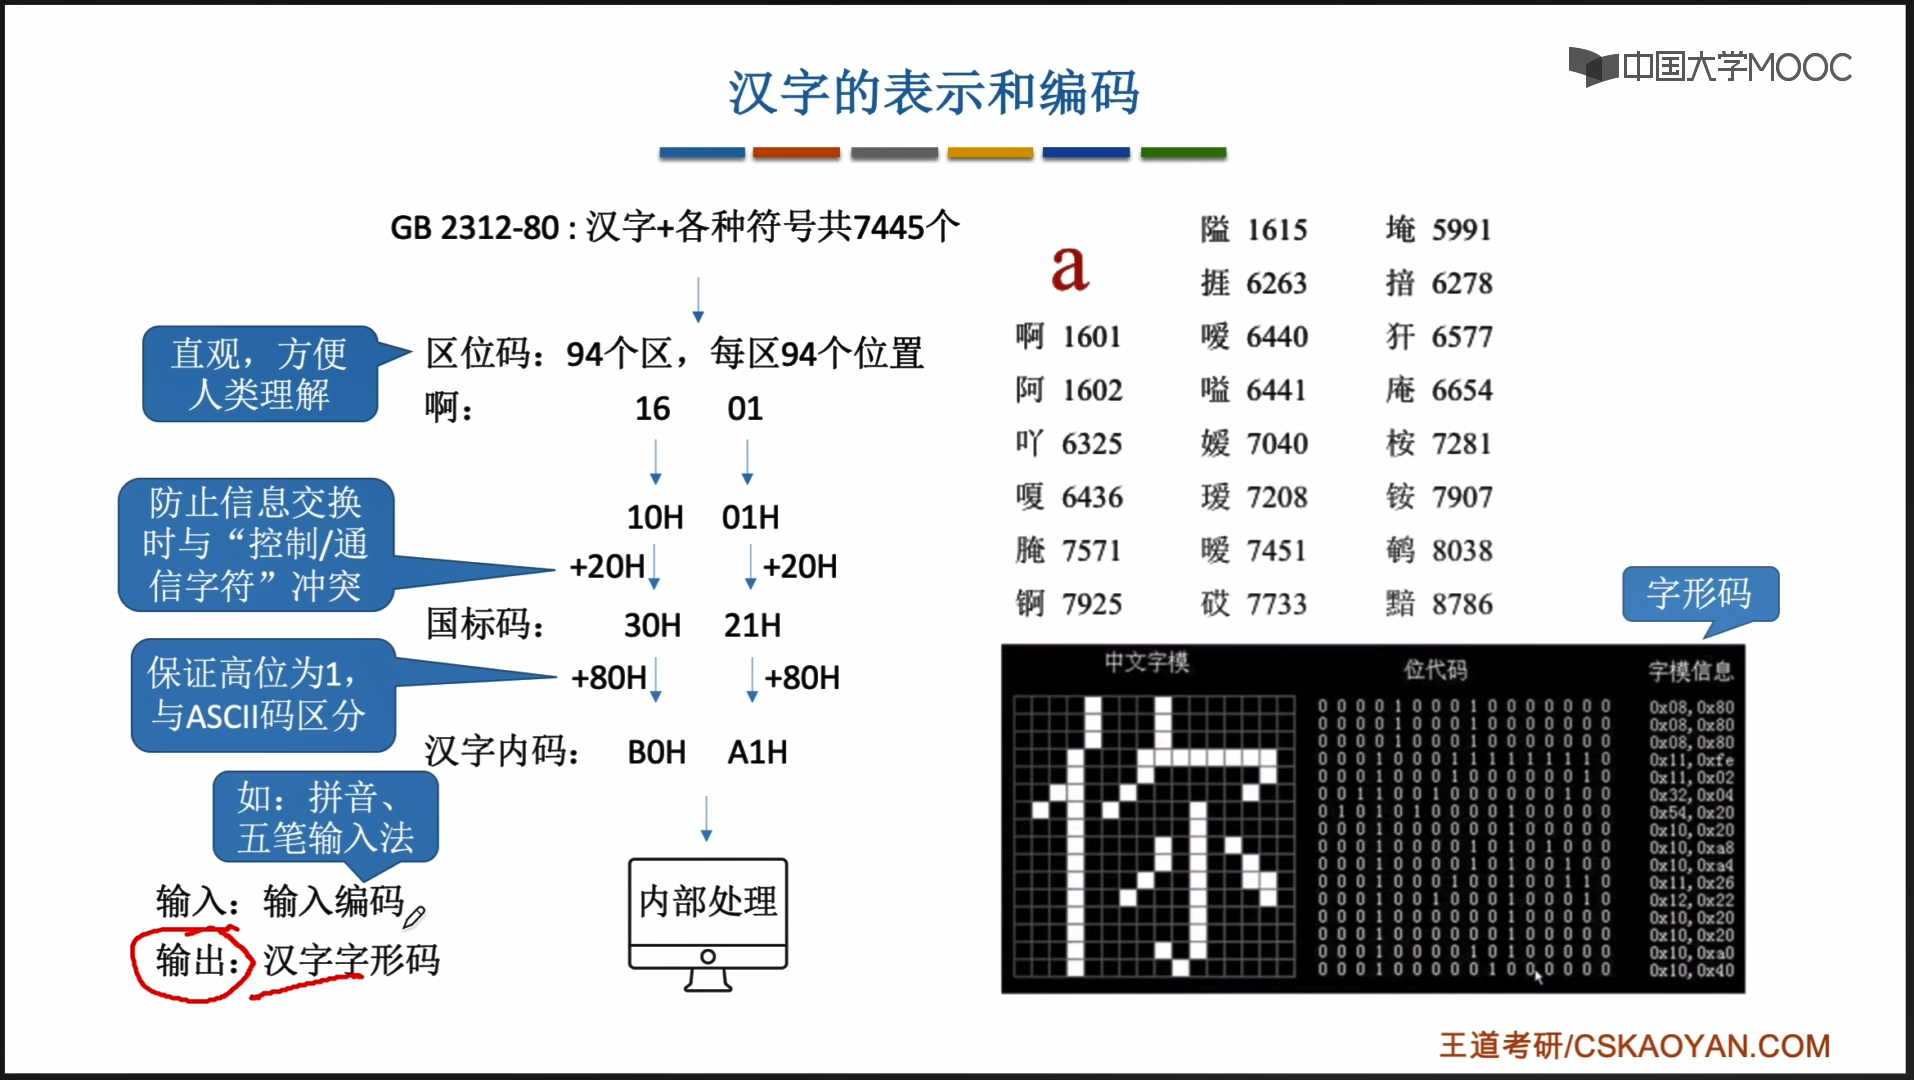 中国大学MOOC
汉字的表示和编码
GB 2312-80 : 汉字+各种符号共7445个
直观，方便
人类理解
区位码：94个区，每区94个位置
啊： 16 01
10H 01H
防止信息交换
时与“控制/通
信字符”冲突
+20H +20H
国标码： 30H 21H
保证高位为1，
与ASCII码区分
+80H +80H
汉字内码： B0H A1H
如：拼音、
五笔输入法
输入：输入编码
输出：汉字字形码
内部处理
a
啊 1601
阿 1602
吖 6325
嗄 6436
腌 7571
锕 7925
隘 1615
捱 6263
嗳 6440
嗌 6441
嫒 7040
瑷 7208
暧 7451
砹 7733
埯 5991
揞 6278
犴 6577
庵 6654
桉 7281
铵 7907
鹌 8038
黯 8786
字形码
中文字模 位代码 字模信息
0 0 0 0 1 0 0 0 1 0 0 0 0 0 0 0 0x08,0x80
0 0 0 0 1 0 0 0 1 0 0 0 0 0 0 0 0x08,0x80
0 0 0 0 1 0 0 0 1 0 0 0 0 0 0 0 0x08,0x80
0 0 0 1 0 0 0 1 1 1 1 1 1 1 1 0 0x11,0xfe
0 0 0 1 0 0 0 1 0 0 0 0 0 0 1 0 0x11,0x02
0 0 1 1 0 0 1 0 0 0 0 0 0 1 0 0 0x32,0x04
0 1 0 1 0 1 0 0 0 0 1 0 0 0 0 0 0x54,0x20
0 0 0 1 0 0 0 0 0 0 1 0 0 0 0 0 0x10,0x20
0 0 0 1 0 0 0 0 1 0 1 0 1 0 0 0 0x10,0xa8
0 0 0 1 0 0 0 0 1 0 1 0 0 1 0 0 0x10,0xa4
0 0 0 1 0 0 0 1 0 0 1 0 0 1 1 0 0x11,0x26
0 0 0 1 0 0 1 0 0 0 1 0 0 0 1 0 0x12,0x22
0 0 0 1 0 0 0 0 0 0 1 0 0 0 0 0 0x10,0x20
0 0 0 1 0 0 0 0 0 0 1 0 0 0 0 0 0x10,0x20
0 0 0 1 0 0 0 0 1 0 1 0 0 0 0 0 0x10,0xa0
0 0 0 1 0 0 0 0 0 1 0 0 0 0 0 0 0x10,0x40
王道考研/CSKAOYAN.COM